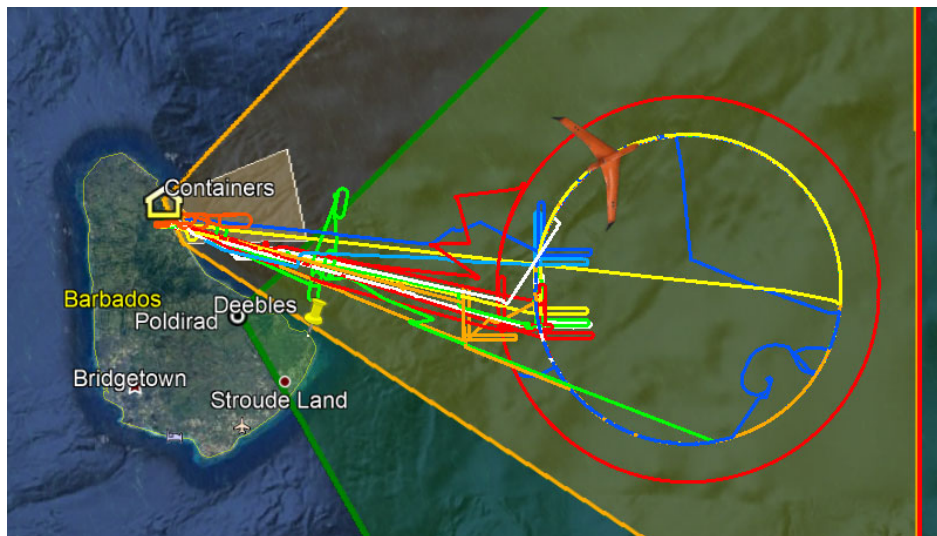 Containers
Barbados
Deebles
Poldirad
Bridgetown
Stroude Land